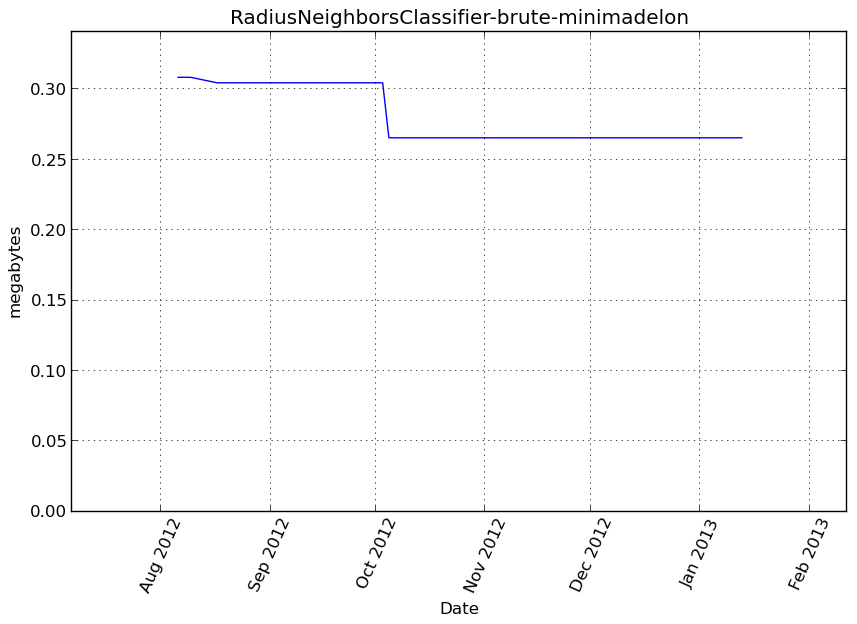 RadiusNeighborsClassifier-brute-minimadelon
megabytes
0.30
0.25
0.20
0.15
0.10
0.05
0.00
Aug 2012
Sep 2012
Oct 2012
Nov 2012
Dec 2012
Jan 2013
Feb 2013
Date